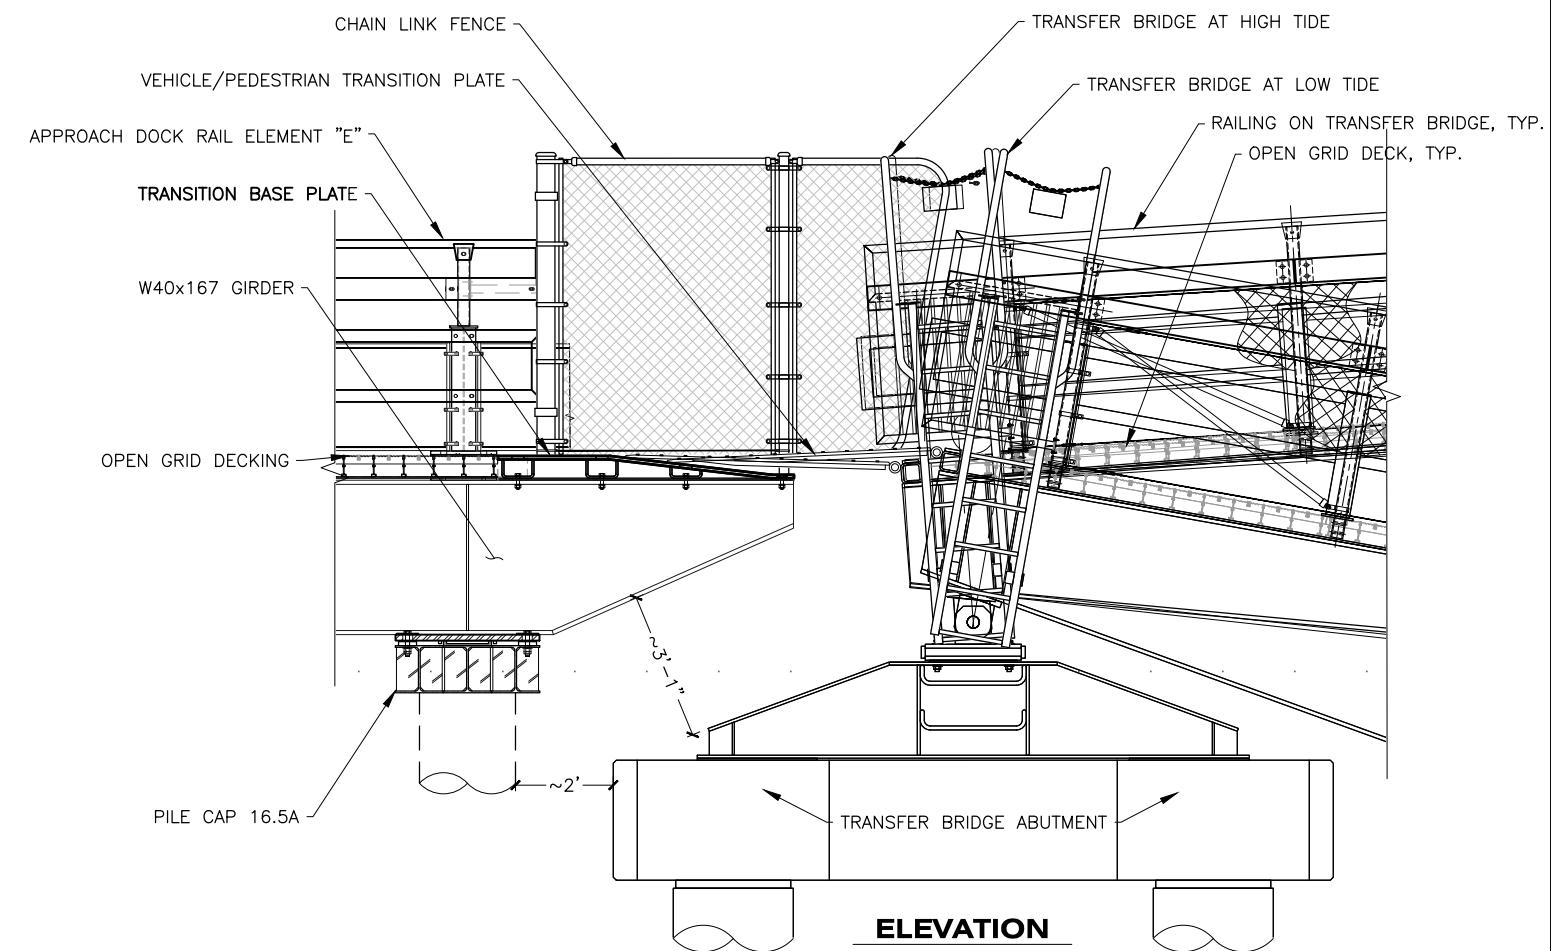 CHAIN LINK FENCE
TRANSFER BRIDGE AT HIGH TIDE
VEHICLE/PEDESTRIAN TRANSITION PLATE
TRANSFER BRIDGE AT LOW TIDE
APPROACH DOCK RAIL ELEMENT "E"
RAILING ON TRANSFER BRIDGE, TYP.
OPEN GRID DECK, TYP.
TRANSITION BASE PLATE
W40x167 GIRDER
OPEN GRID DECKING
~3'-1"
~2'
PILE CAP 16.5A
TRANSFER BRIDGE ABUTMENT
ELEVATION